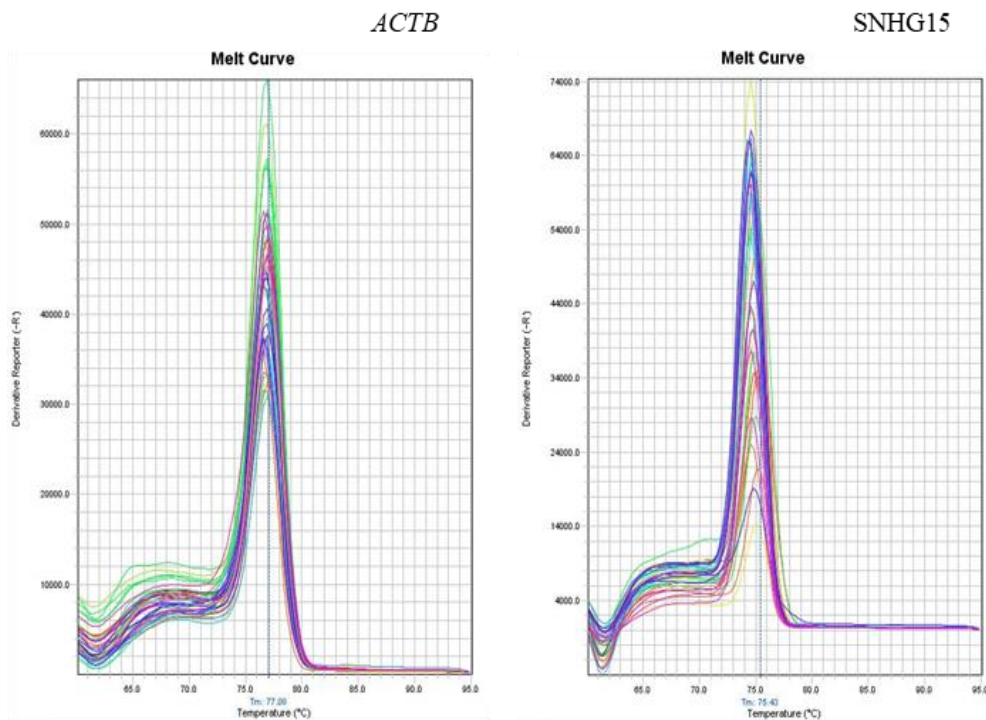 ACTB
Melt Curve
60000.0
50000.0
40000.0
30000.0
20000.0
10000.0
Derivative Reporter (-R')
65.0 70.0 75.0 80.0 85.0 90.0 95.0
Tm: 77.09
Temperature (°C)
SNHG15
Melt Curve
74000.0
64000.0
54000.0
44000.0
34000.0
24000.0
14000.0
4000.0
Derivative Reporter (-R')
65.0 70.0 75.0 80.0 85.0 90.0 95.0
Tm: 75.43
Temperature (°C)